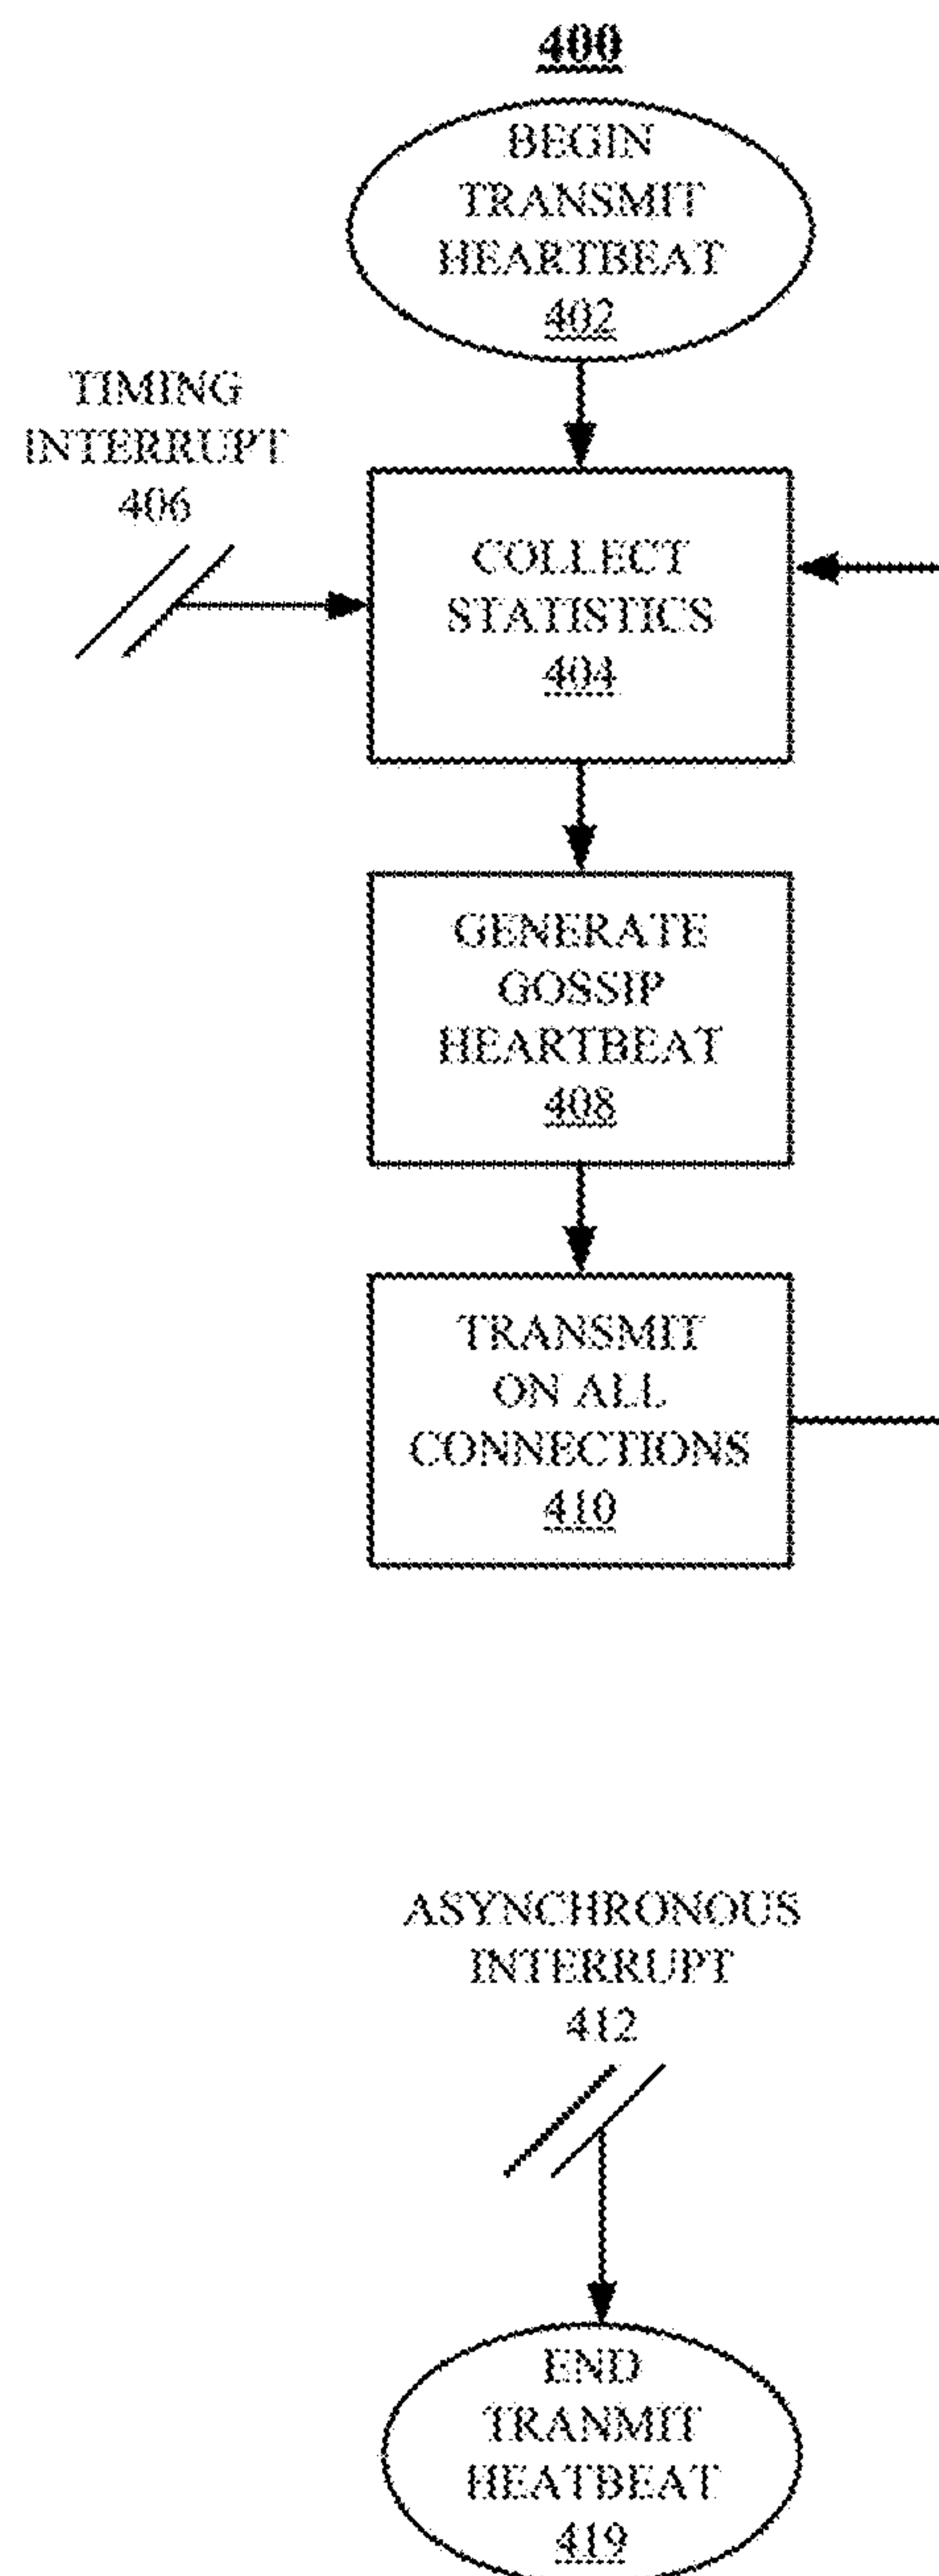 400
BEGIN
TRANSMIT
HEARTBEAT
402
TIMING
INTERRUPT
406
COLLECT
STATISTICS
404
GENERATE
GOSSIP
HEARTBEAT
408
TRANSMIT
ON ALL
CONNECTIONS
410
ASYNCHRONOUS
INTERRUPT
412
END
TRANMIT
HEATBEAT
419